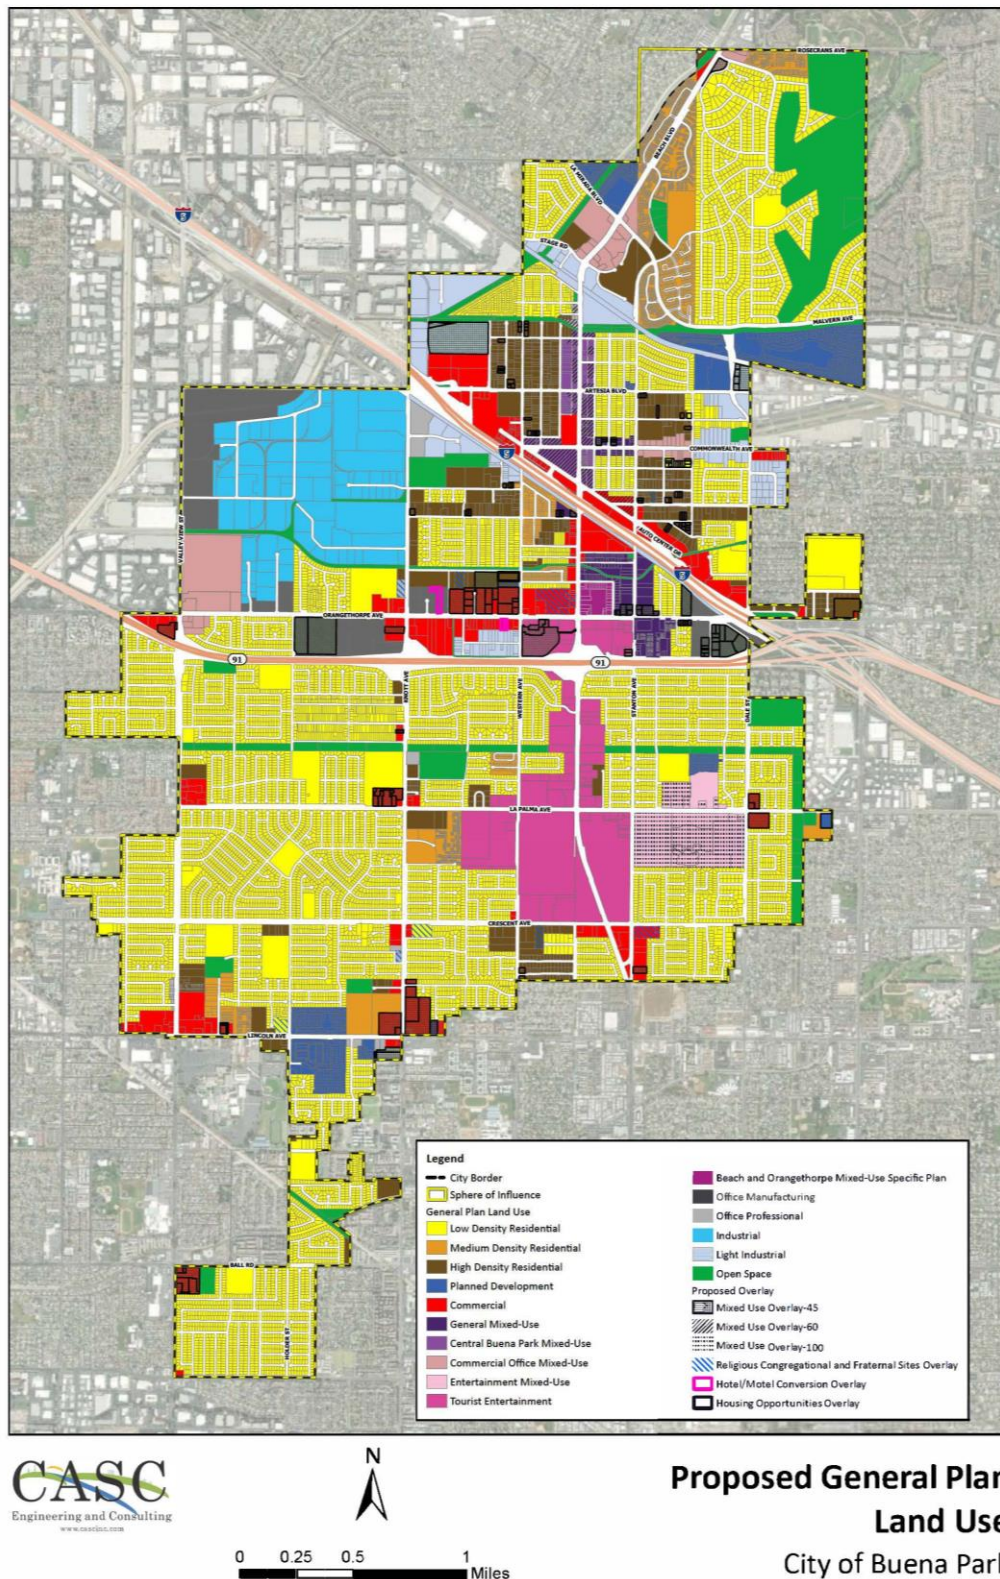 ROSECRANS AVE
BEACH BLVD
LA MIRADA BLVD
STAGE RD
MALVERN AVE
ARTESIA BLVD
COMMONWEALTH AVE
AUTO CENTER DR
VALLEY VIEW ST
ORANGETHORPE AVE
91
91
KNOTT AVE
WESTERN AVE
STANTON AVE
DALE ST
LA PALMA AVE
CRESCENT AVE
LINCOLN AVE
BALL RD
HOLDER ST
Legend
City Border
Sphere of Influence
General Plan Land Use
Low Density Residential
Medium Density Residential
High Density Residential
Planned Development
Commercial
General Mixed-Use
Central Buena Park Mixed-Use
Commercial Office Mixed-Use
Entertainment Mixed-Use
Tourist Entertainment
Beach and Orangethorpe Mixed-Use Specific Plan
Office Manufacturing
Office Professional
Industrial
Light Industrial
Open Space
Proposed Overlay
Mixed Use Overlay-45
Mixed Use Overlay-60
Mixed Use Overlay-100
Religious Congregational and Fraternal Sites Overlay
Hotel/Motel Conversion Overlay
Housing Opportunities Overlay
CASC
Engineering and Consulting
www.cascinc.com
N
0 0.25 0.5 1
Miles
Proposed General Plan
Land Use
City of Buena Park